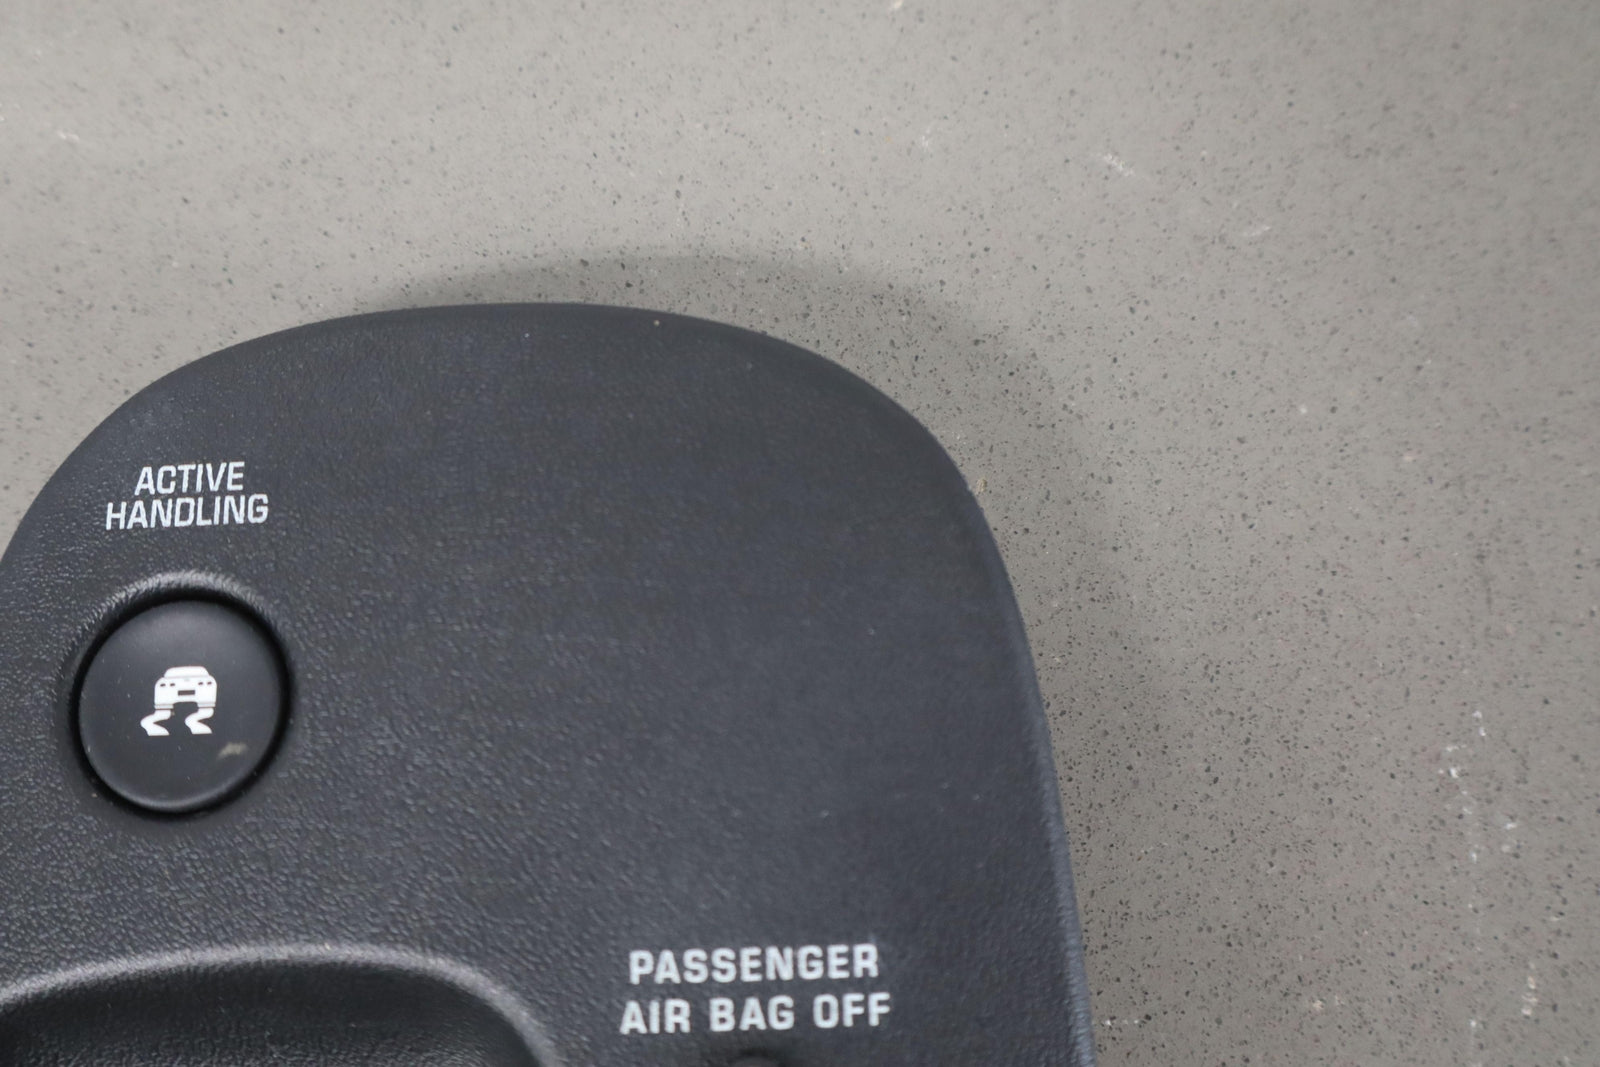 ACTIVE
HANDLING
PASSENGER
AIR BAG OFF